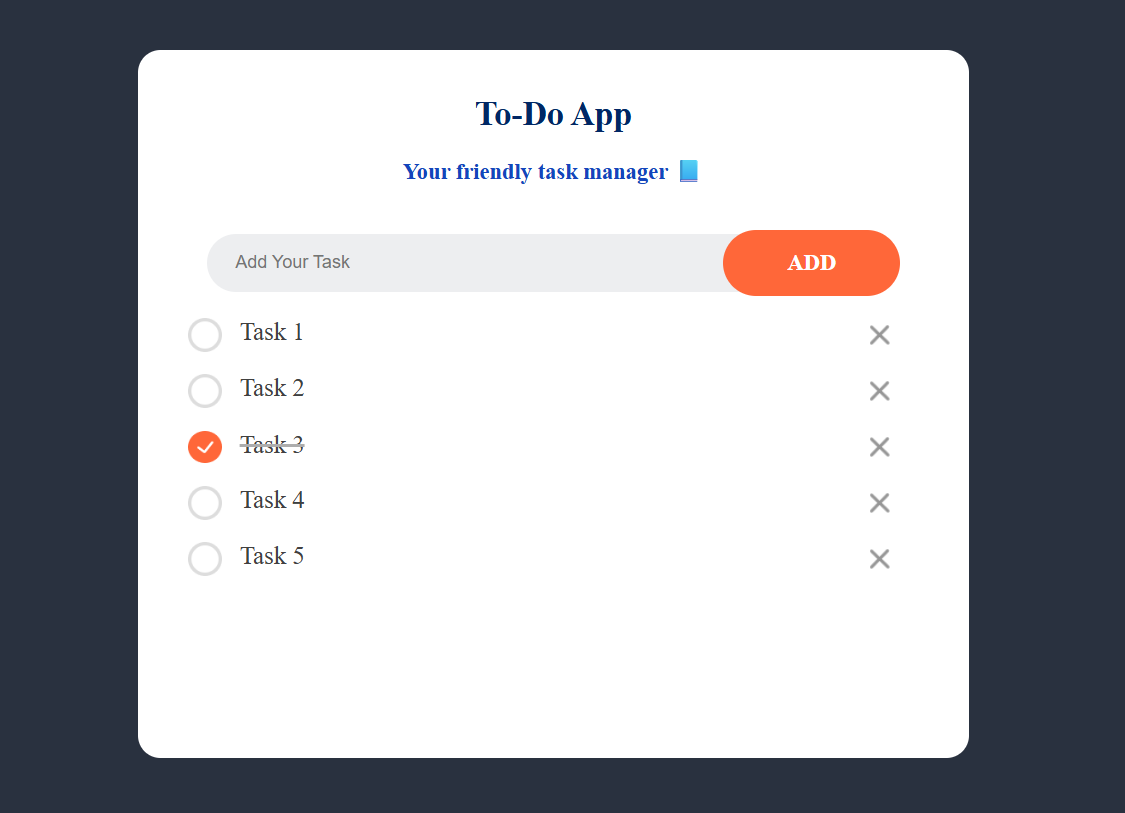 To-Do App
Your friendly task manager 📘
Add Your Task
ADD
Task 1
Task 2
Task 3
Task 4
Task 5